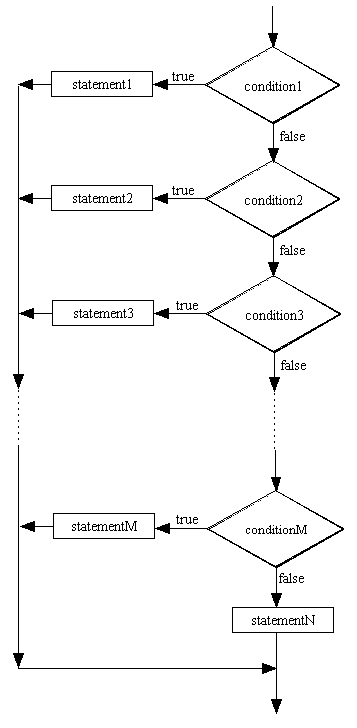 true
statement1
condition1
false
true
statement2
condition2
false
true
statement3
condition3
false
true
statementM
conditionM
false
statementN